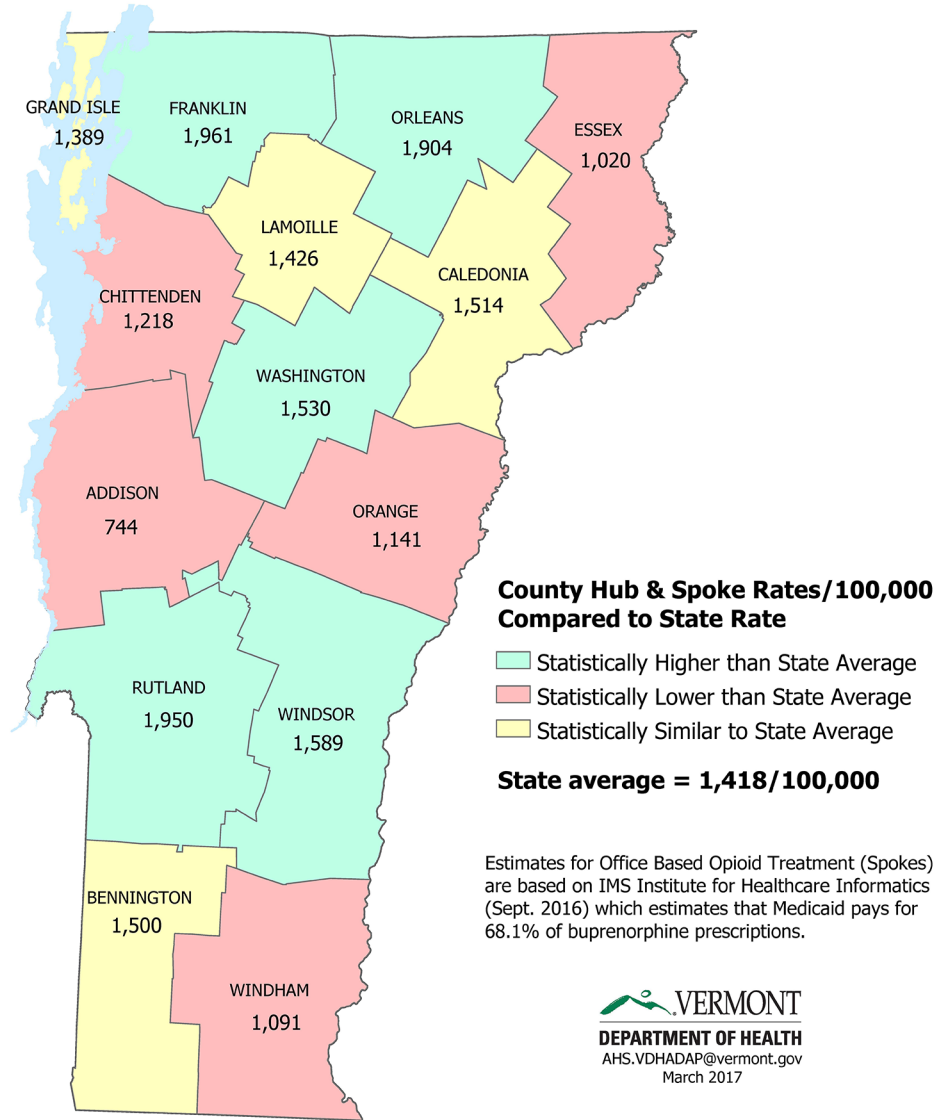 GRAND ISLE
1,389
FRANKLIN
1,961
ORLEANS
1,904
ESSEX
1,020
LAMOILLE
1,426
CALEDONIA
1,514
CHITTENDEN
1,218
WASHINGTON
1,530
ADDISON
744
ORANGE
1,141
RUTLAND
1,950
WINDSOR
1,589
BENNINGTON
1,500
WINDHAM
1,091
County Hub & Spoke Rates/100,000
Compared to State Rate
Statistically Higher than State Average
Statistically Lower than State Average
Statistically Similar to State Average
State average = 1,418/100,000
Estimates for Office Based Opioid Treatment (Spokes)
are based on IMS Institute for Healthcare Informatics
(Sept. 2016) which estimates that Medicaid pays for
68.1% of buprenorphine prescriptions.
VERMONT
DEPARTMENT OF HEALTH
AHS.VDHADAP@vermont.gov
March 2017